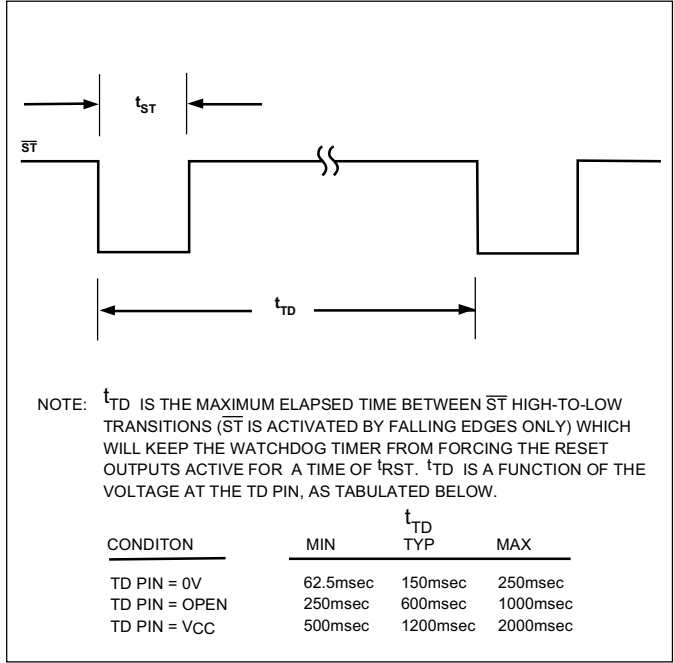 tST
ST
tTD
NOTE: tTD IS THE MAXIMUM ELAPSED TIME BETWEEN ST HIGH-TO-LOW
TRANSITIONS (ST IS ACTIVATED BY FALLING EDGES ONLY) WHICH
WILL KEEP THE WATCHDOG TIMER FROM FORCING THE RESET
OUTPUTS ACTIVE FOR A TIME OF tRST. tTD IS A FUNCTION OF THE
VOLTAGE AT THE TD PIN, AS TABULATED BELOW.
tTD
CONDITON MIN TYP MAX
TD PIN = 0V 62.5msec 150msec 250msec
TD PIN = OPEN 250msec 600msec 1000msec
TD PIN = VCC 500msec 1200msec 2000msec